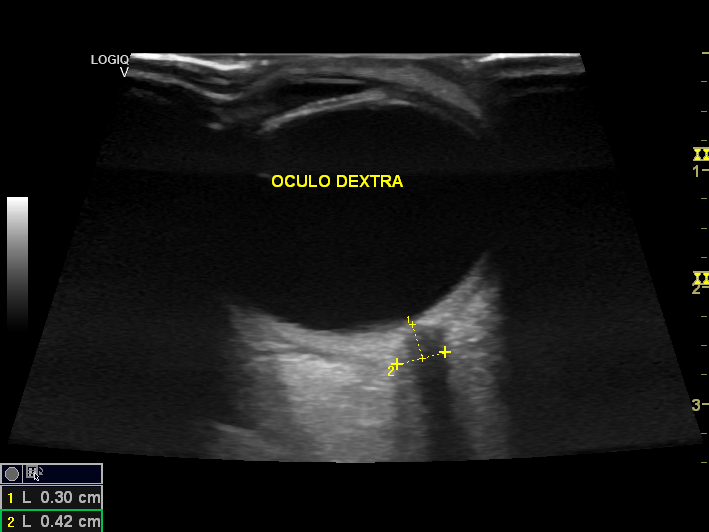 LOGIQ
V
OCULO DEXTRA
1
2
3
1
2
1 L 0.30 cm
2 L 0.42 cm